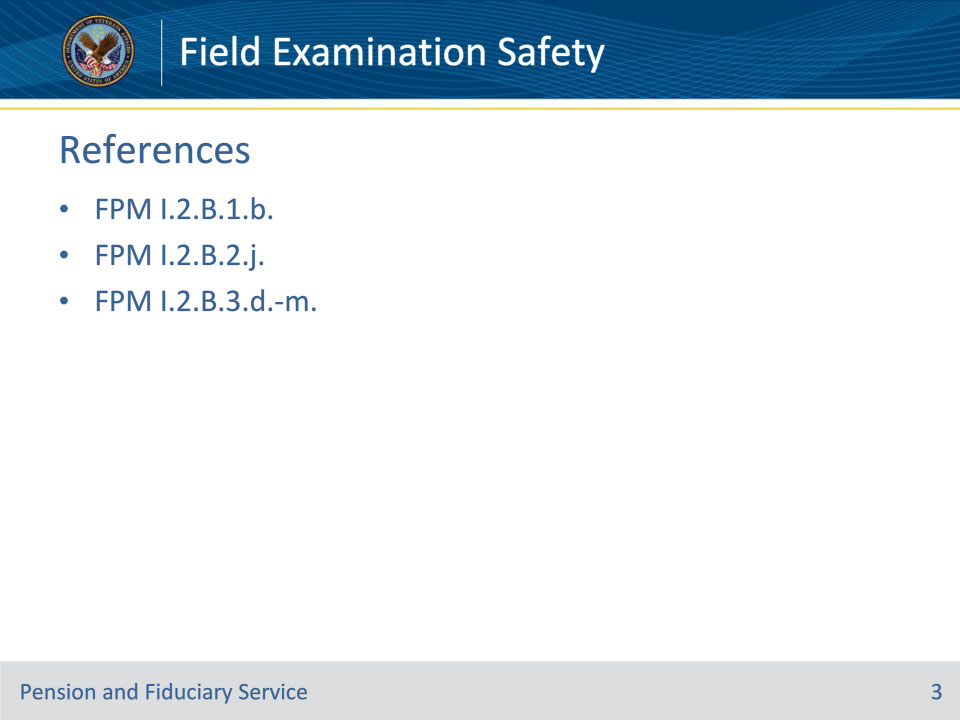 Field Examination Safety
References
• FPM I.2.B.1.b.
• FPM I.2.B.2.j.
• FPM I.2.B.3.d.-m.
Pension and Fiduciary Service
3